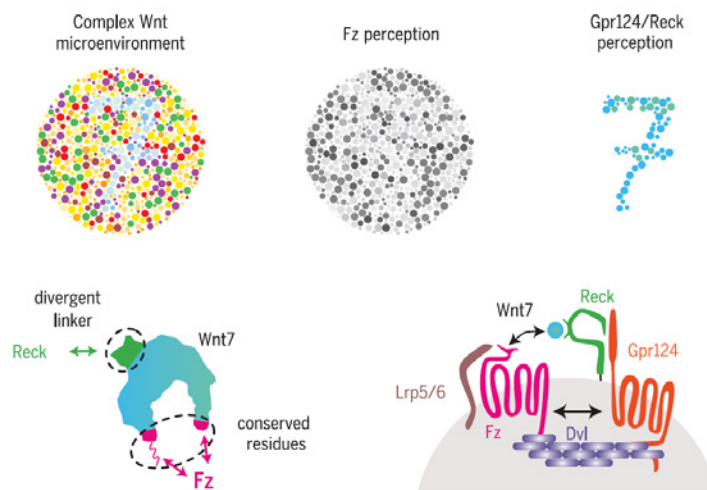 Complex Wnt
microenvironment
Fz perception
Gpr124/Reck
perception
7
divergent
linker
Reck
Wnt7
conserved
residues
Fz
Wnt7
Reck
Gpr124
Lrp5/6
Fz
Dvl